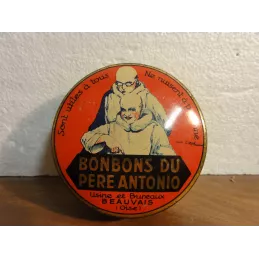 Sont utiles à tous
Ne nuisent à
BONBONS DU
PERE ANTONIO
Usine et Bureaux
BEAUVAIS
(Oise)